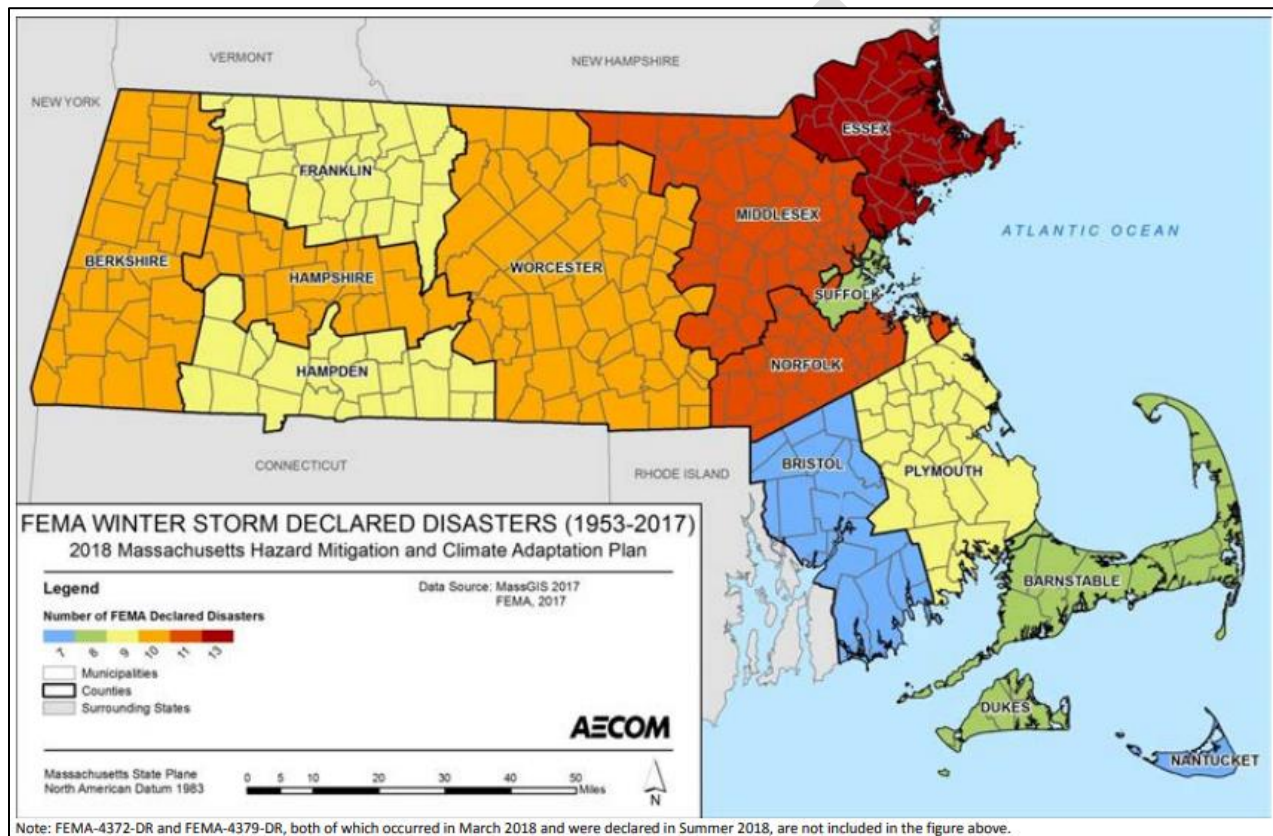 VERMONT
NEW HAMPSHIRE
NEW YORK
ESSEX
FRANKLIN
MIDDLESEX
ATLANTIC OCEAN
BERKSHIRE
HAMPSHIRE
WORCESTER
SUFFOLK
NORFOLK
HAMPDEN
CONNECTICUT
RHODE ISLAND
BRISTOL
PLYMOUTH
BARNSTABLE
DUKES
NANTUCKET
FEMA WINTER STORM DECLARED DISASTERS (1953-2017)
2018 Massachusetts Hazard Mitigation and Climate Adaptation Plan
Legend
Data Source: MassGIS 2017
FEMA, 2017
Number of FEMA Declared Disasters
7 8 9 10 11 13
Municipalities
Counties
Surrounding States
AECOM
Massachusetts State Plane
North American Datum 1983
0 5 10 20 30 40 50
Miles
N
Note: FEMA-4372-DR and FEMA-4379-DR, both of which occurred in March 2018 and were declared in Summer 2018, are not included in the figure above.